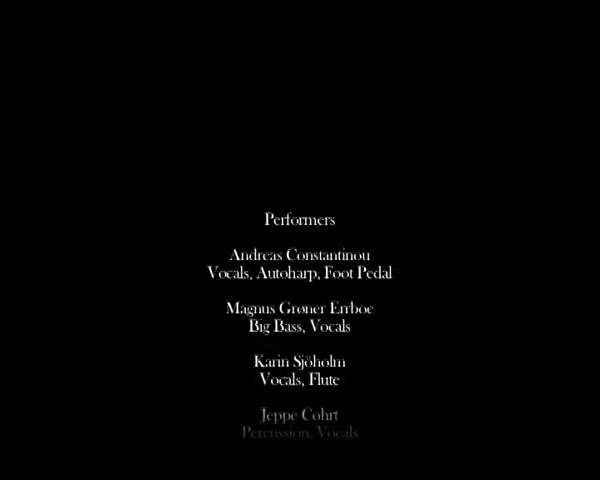 Performers
Andreas Constantinou
Vocals, Autoharp, Foot Pedal
Magnus Grøner Errboe
Big Bass, Vocals
Karin Sjöholm
Vocals, Flute
Jeppe Cohrt
Percussion, Vocals